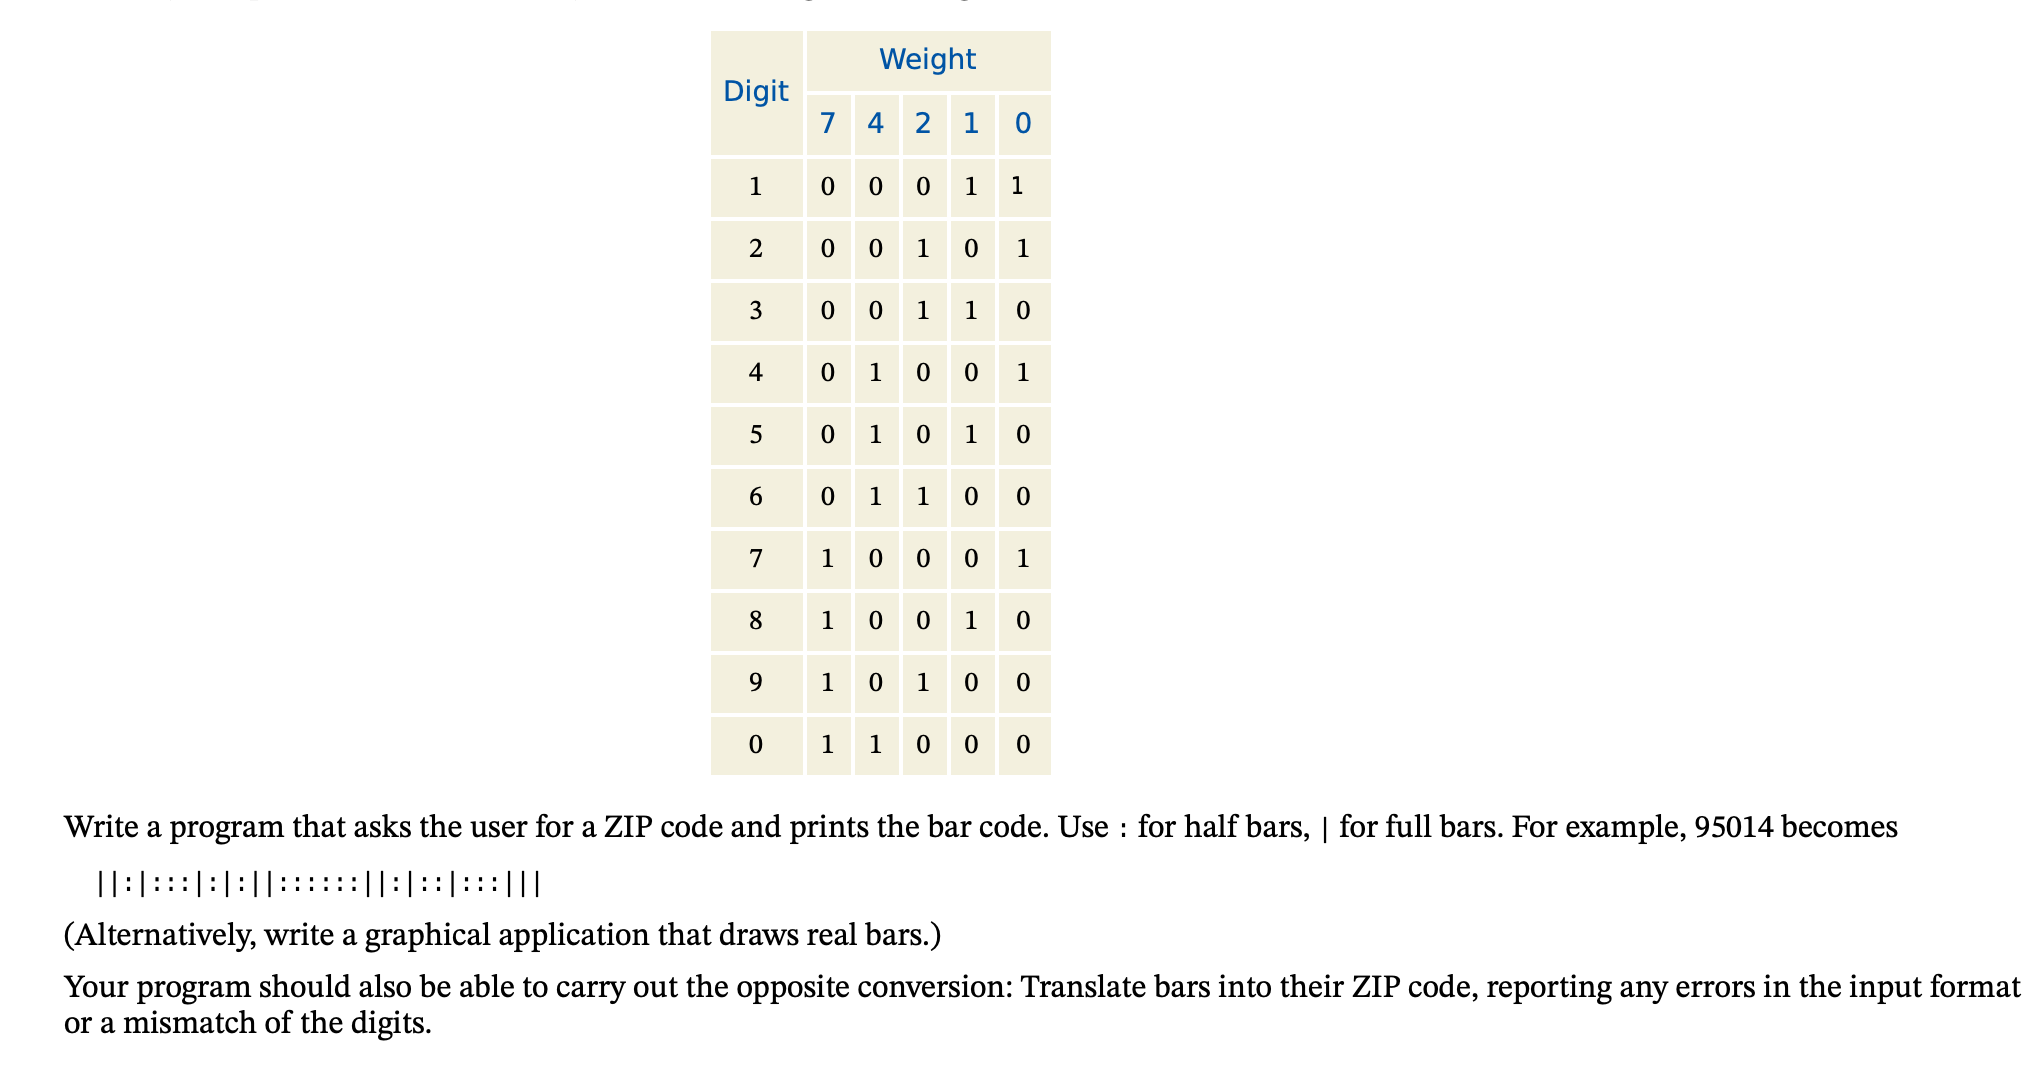 Weight
Digit
7 4 2 1 0
1 0 0 0 1 1
2 0 0 1 0 1
3 0 0 1 1 0
4 0 1 0 0 1
5 0 1 0 1 0
6 0 1 1 0 0
7 1 0 0 0 1
8 1 0 0 1 0
9 1 0 1 0 0
0 1 1 0 0 0
Write a program that asks the user for a ZIP code and prints the bar code. Use : for half bars, | for full bars. For example, 95014 becomes
||:|:::|:|:||::::::||:|::|:::|||
(Alternatively, write a graphical application that draws real bars.)
Your program should also be able to carry out the opposite conversion: Translate bars into their ZIP code, reporting any errors in the input format
or a mismatch of the digits.